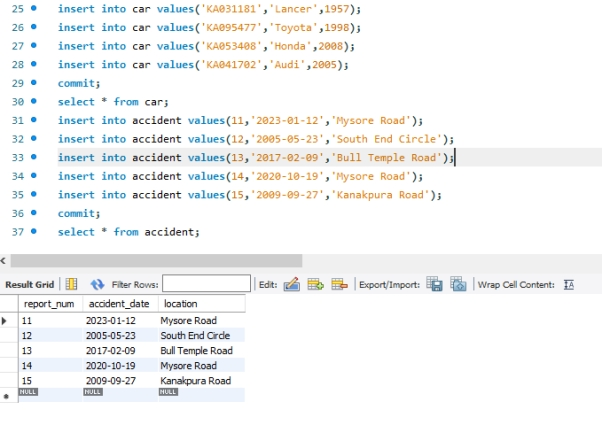 25 insert into car values('KA031181','Lancer',1957);
26 insert into car values('KA095477','Toyota',1998);
27 insert into car values('KA053408','Honda',2008);
28 insert into car values('KA041702','Audi',2005);
29 commit;
30 select * from car;
31 insert into accident values(11,'2023-01-12','Mysore Road');
32 insert into accident values(12,'2005-05-23','South End Circle');
33 insert into accident values(13,'2017-02-09','Bull Temple Road');
34 insert into accident values(14,'2020-10-19','Mysore Road');
35 insert into accident values(15,'2009-09-27','Kanakpura Road');
36 commit;
37 select * from accident;
Result Grid Filter Rows: Edit: Export/Import: Wrap Cell Content: IA
report_num accident_date location
11 2023-01-12 Mysore Road
12 2005-05-23 South End Circle
13 2017-02-09 Bull Temple Road
14 2020-10-19 Mysore Road
15 2009-09-27 Kanakpura Road
NULL NULL NULL